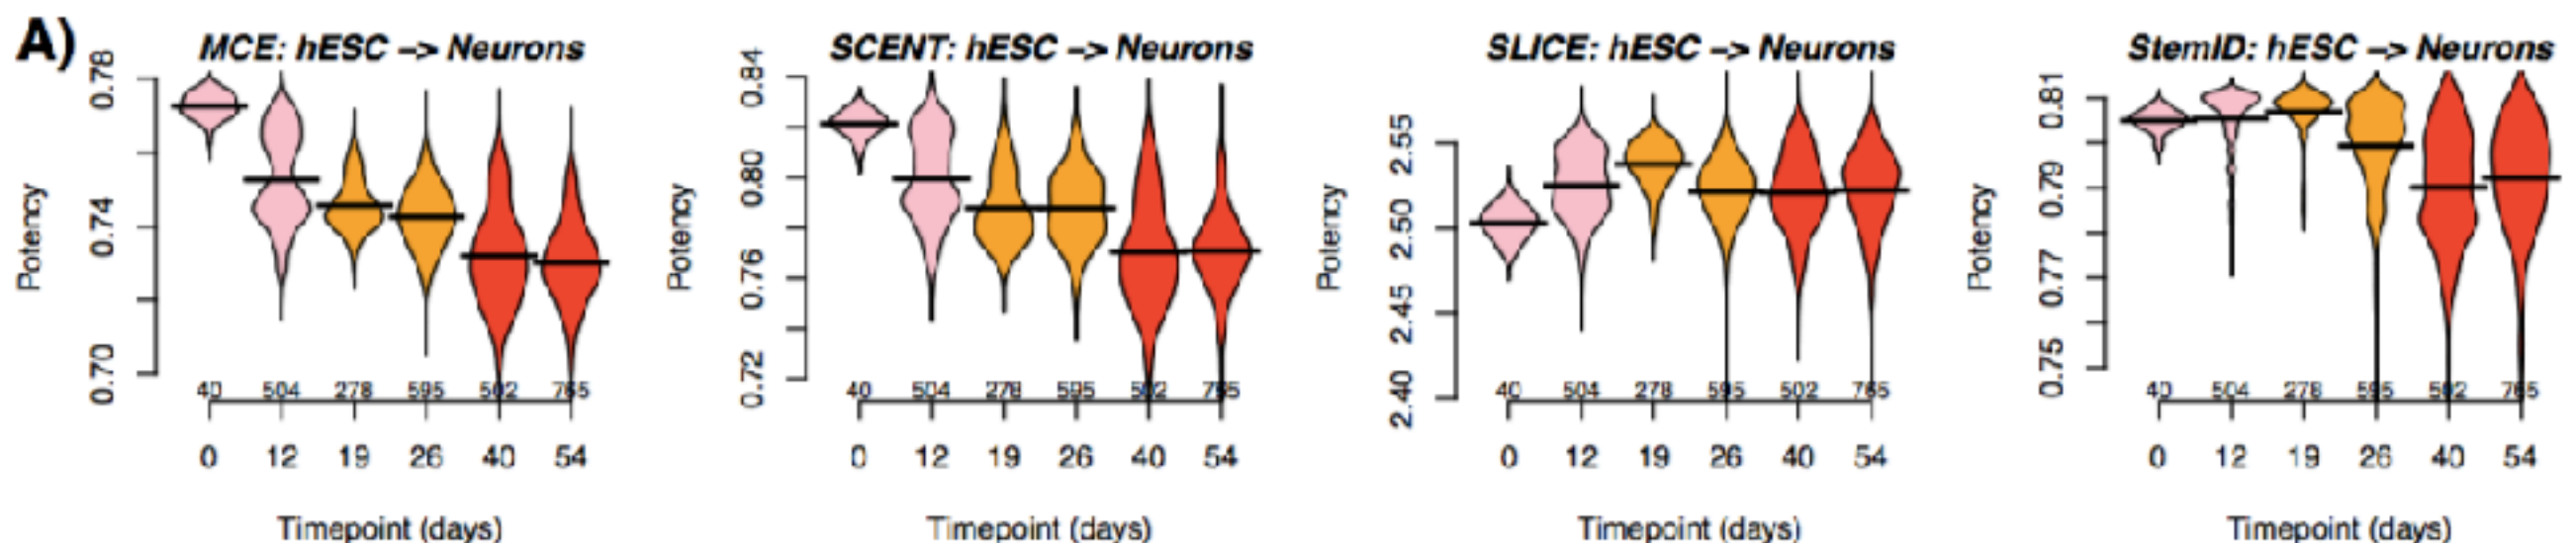 A)
MCE: hESC –> Neurons
Potency
0.70 0.74 0.78
40 504 278 595 502 765
0 12 19 26 40 54
Timepoint (days)
SCENT: hESC –> Neurons
Potency
0.72 0.76 0.80 0.84
40 504 278 595 502 765
0 12 19 26 40 54
Timepoint (days)
SLICE: hESC –> Neurons
Potency
2.40 2.45 2.50 2.55
40 504 278 595 502 765
0 12 19 26 40 54
Timepoint (days)
StemID: hESC –> Neurons
Potency
0.75 0.77 0.79 0.81
40 504 278 595 502 765
0 12 19 26 40 54
Timepoint (days)